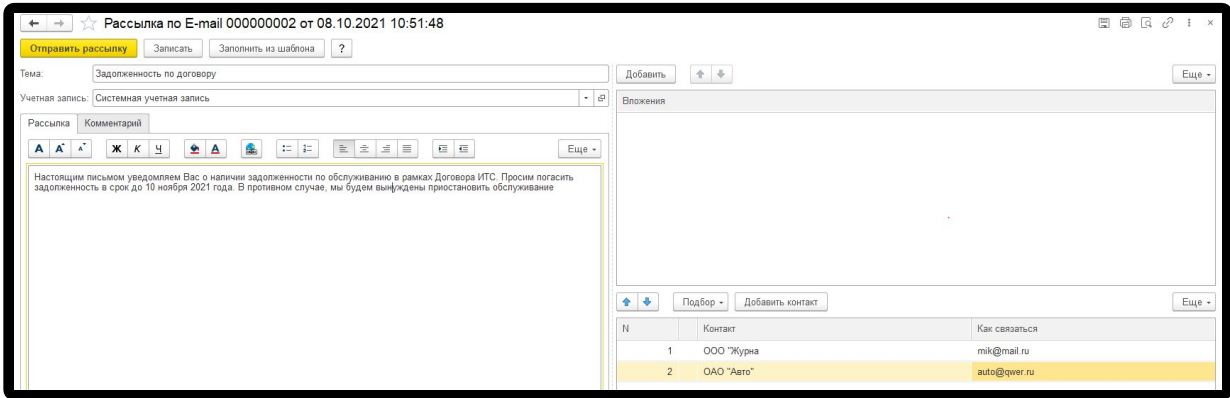 Рассылка по E-mail 000000002 от 08.10.2021 10:51:48
Отправить рассылку Записать Заполнить из шаблона ?
Тема: Задолженность по договору
Учетная запись: Системная учетная запись
Рассылка Комментарий
A A A Ж К Ч A Еще
Настоящим письмом уведомляем Вас о наличии задолженности по обслуживанию в рамках Договора ИТС. Просим погасить
задолженность в срок до 10 ноября 2021 года. В противном случае, мы будем вынуждены приостановить обслуживание
Добавить Еще
Вложения
Подбор Добавить контакт Еще
N Контакт Как связаться
1 ООО "Журна mik@mail.ru
2 ОАО "Авто" auto@qwer.ru